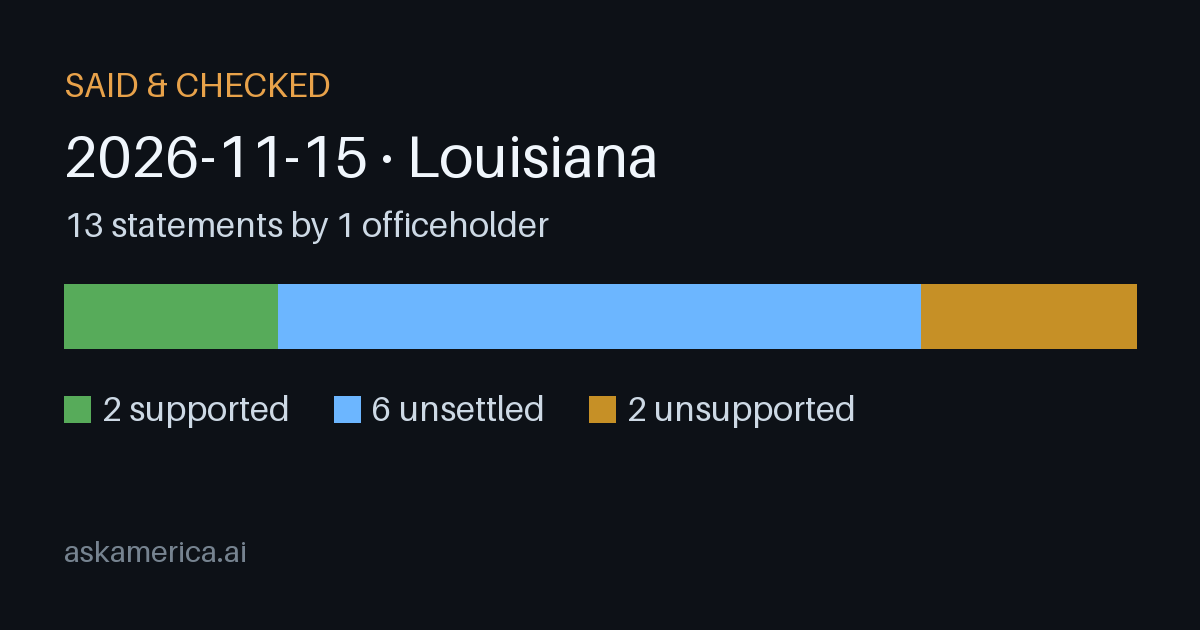 SAID & CHECKED
2026-11-15 · Louisiana
13 statements by 1 officeholder
2 supported 6 unsettled 2 unsupported
askamerica.ai